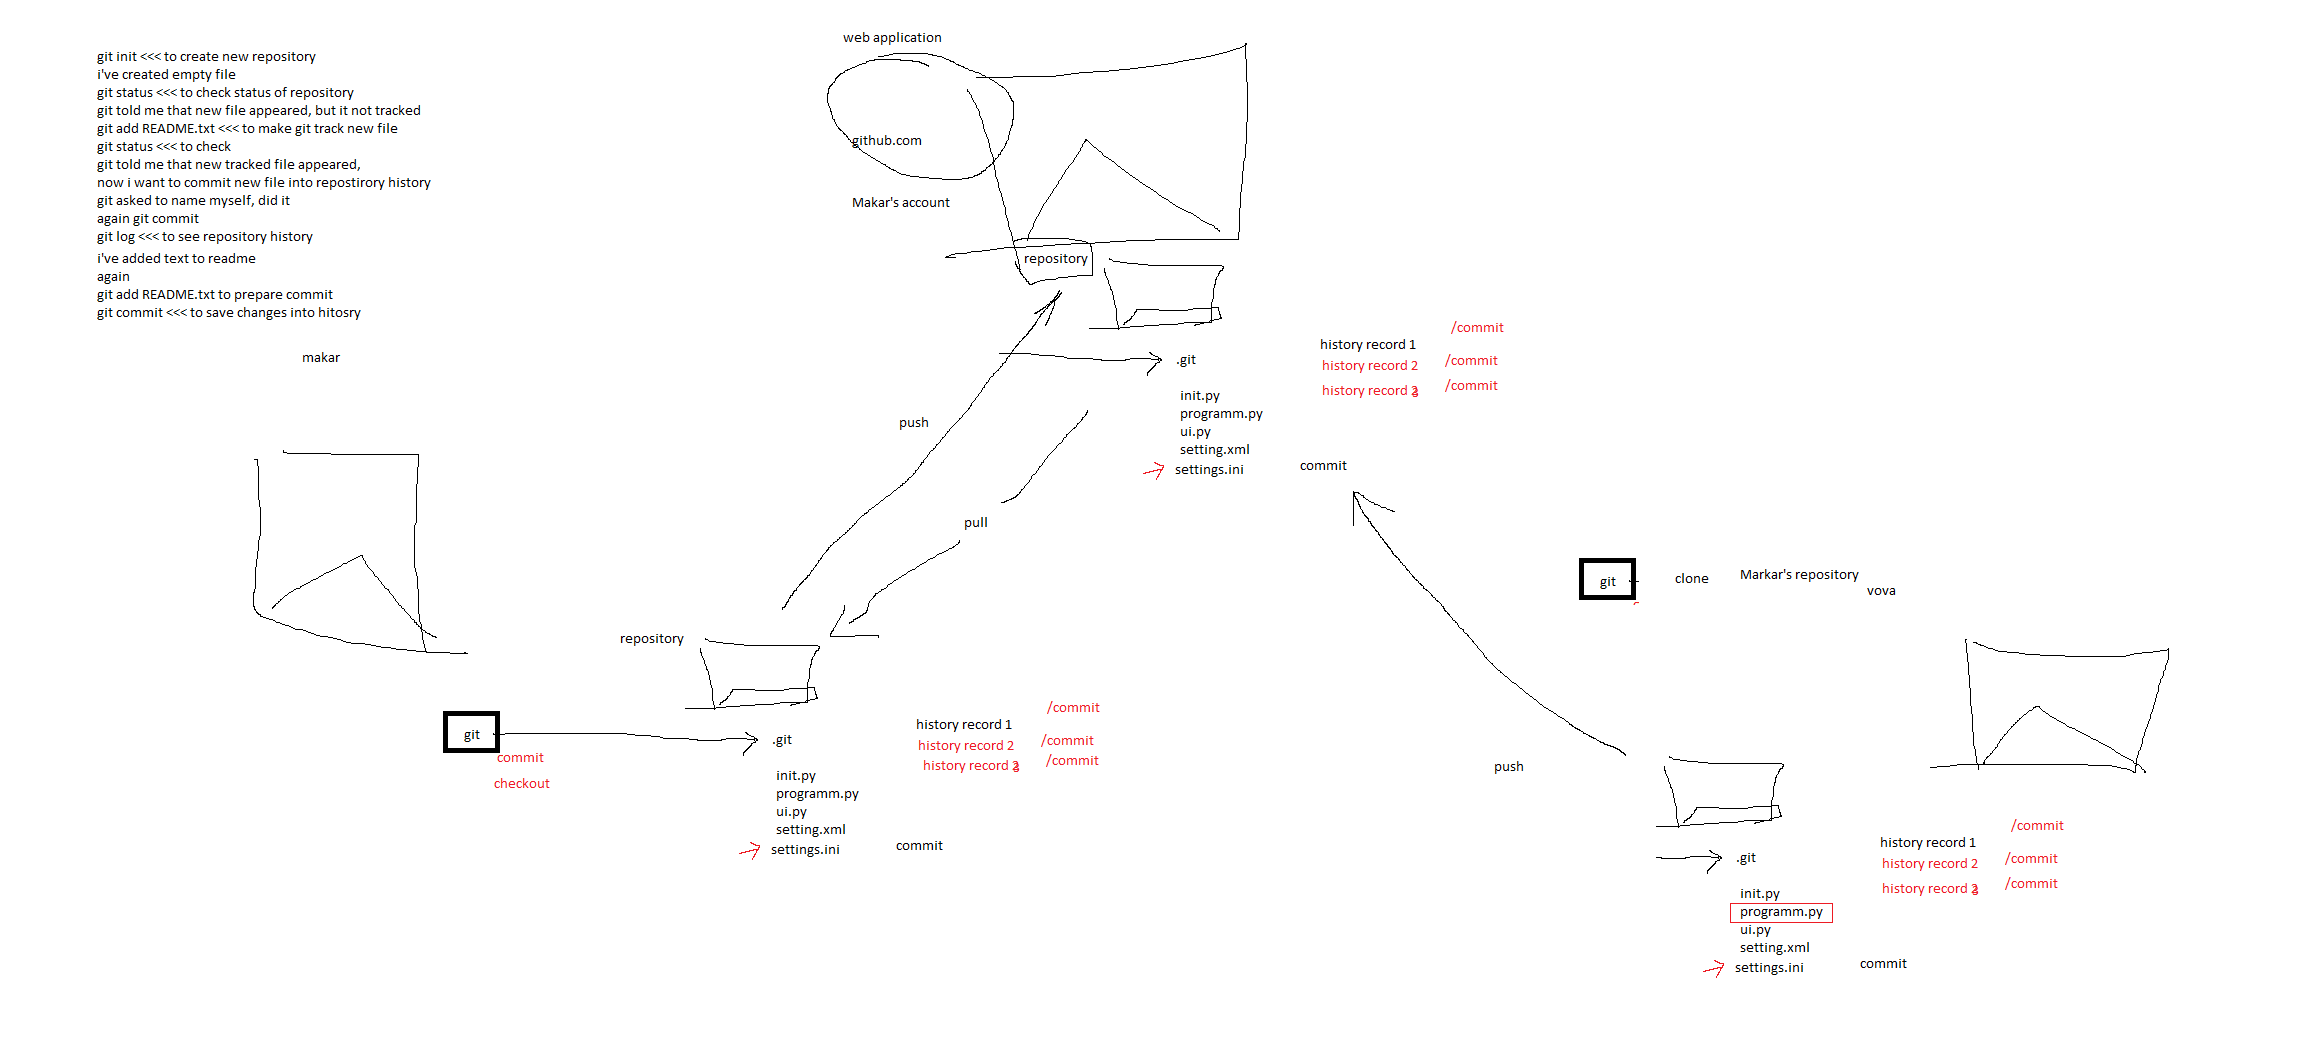 git init <<< to create new repository
i've created empty file
git status <<< to check status of repository
git told me that new file appeared, but it not tracked
git add README.txt <<< to make git track new file
git status <<< to check
git told me that new tracked file appeared,
now i want to commit new file into repostirory history
git asked to name myself, did it
again git commit
git log <<< to see repository history
i've added text to readme
again
git add README.txt to prepare commit
git commit <<< to save changes into hitosry
makar
web application
github.com
Makar's account
repository
/commit
history record 1
.git
history record 2 /commit
history record /commit
init.py
programm.py
ui.py
setting.xml
settings.ini commit
push
pull
git clone Markar's repository
vova
repository
/commit
history record 1
git .git
history record 2 /commit
commit
history record /commit
checkout
init.py
programm.py
ui.py
setting.xml
settings.ini commit
push
/commit
history record 1
.git
history record 2 /commit
history record /commit
init.py
programm.py
ui.py
setting.xml
settings.ini commit